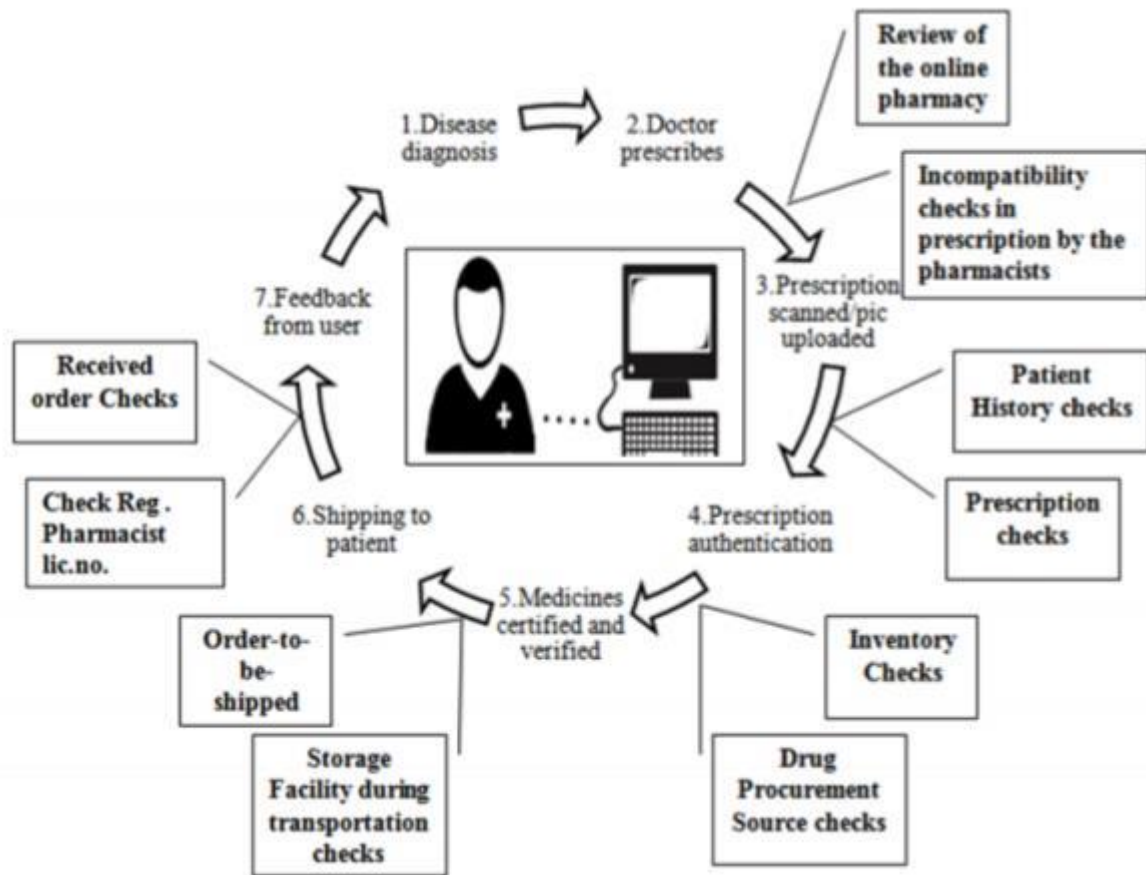 1.Disease
diagnosis
2.Doctor
prescribes
Review of
the online
pharmacy
Incompatibility
checks in
prescription by the
pharmacists
3.Prescription
scanned/pic
uploaded
Patient
History checks
Prescription
checks
4.Prescription
authentication
Inventory
Checks
Drug
Procurement
Source checks
5.Medicines
certified and
verified
Storage
Facility during
transportation
checks
Order-to-
be-
shipped
6.Shipping to
patient
Check Reg .
Pharmacist
lic.no.
Received
order Checks
7.Feedback
from user